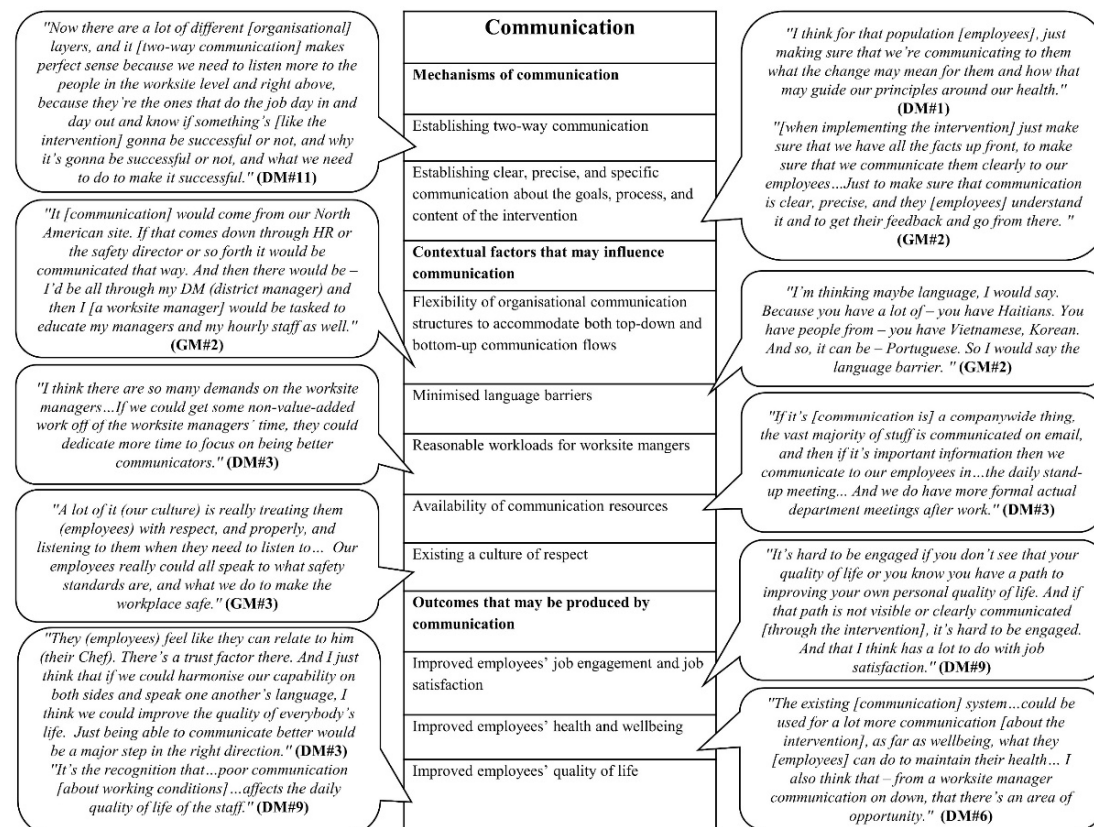 "Now there are a lot of different [organisational]
layers, and it [two-way communication] makes
perfect sense because we need to listen more to the
people in the worksite level and right above,
because they're the ones that do the job day in and
day out and know if something's [like the
intervention] gonna be successful or not, and why
it's gonna be successful or not, and what we need
to do to make it successful." (DM#11)
"It [communication] would come from our North
American site. If that comes down through HR or
the safety director or so forth it would be
communicated that way. And then there would be –
I'd be all through my DM (district manager) and
then I [a worksite manager] would be tasked to
educate my managers and my hourly staff as well."
(GM#2)
"I think there are so many demands on the worksite
managers…If we could get some non-value-added
work off of the worksite managers' time, they could
dedicate more time to focus on being better
communicators." (DM#3)
"A lot of it (our culture) is really treating them
(employees) with respect, and properly, and
listening to them when they need to listen to… Our
employees really could all speak to what safety
standards are, and what we do to make the
workplace safe." (GM#3)
"They (employees) feel like they can relate to him
(their Chef). There's a trust factor there. And I just
think that if we could harmonise our capability on
both sides and speak one another's language, I
think we could improve the quality of everybody's
life. Just being able to communicate better would
be a major step in the right direction." (DM#3)
"It's the recognition that…poor communication
[about working conditions]…affects the daily
quality of life of the staff." (DM#9)
Communication
Mechanisms of communication
Establishing two-way communication
Establishing clear, precise, and specific
communication about the goals, process, and
content of the intervention
Contextual factors that may influence
communication
Flexibility of organisational communication
structures to accommodate both top-down and
bottom-up communication flows
Minimised language barriers
Reasonable workloads for worksite mangers
Availability of communication resources
Existing a culture of respect
Outcomes that may be produced by
communication
Improved employees' job engagement and job
satisfaction
Improved employees' health and wellbeing
Improved employees' quality of life
"I think for that population [employees], just
making sure that we're communicating to them
what the change may mean for them and how that
may guide our principles around our health."
(DM#1)
"[when implementing the intervention] just make
sure that we have all the facts up front, to make
sure that we communicate them clearly to our
employees…Just to make sure that communication
is clear, precise, and they [employees] understand
it and to get their feedback and go from there. "
(GM#2)
"I'm thinking maybe language, I would say.
Because you have a lot of – you have Haitians. You
have people from – you have Vietnamese, Korean.
And so, it can be – Portuguese. So I would say the
language barrier. " (GM#2)
"If it's [communication is] a companywide thing,
the vast majority of stuff is communicated on email,
and then if it's important information then we
communicate to our employees in…the daily stand-
up meeting... And we do have more formal actual
department meetings after work." (DM#3)
"It's hard to be engaged if you don't see that your
quality of life or you know you have a path to
improving your own personal quality of life. And if
that path is not visible or clearly communicated
[through the intervention], it's hard to be engaged.
And that I think has a lot to do with job
satisfaction." (DM#9)
"The existing [communication] system…could be
used for a lot more communication [about the
intervention], as far as wellbeing, what they
[employees] can do to maintain their health… I
also think that – from a worksite manager
communication on down, that there's an area of
opportunity." (DM#6)